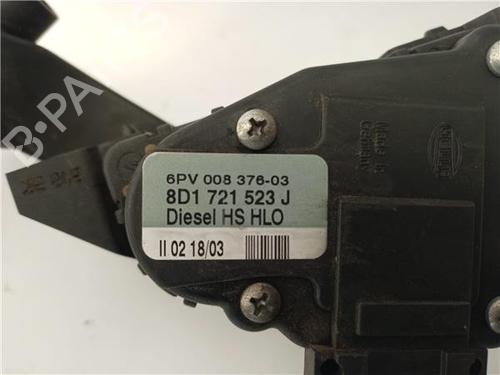 B-PA
6PV 008 376-03
8D1 721 523 J
Diesel HS HLO
II 02 18/03
Made in
Germany